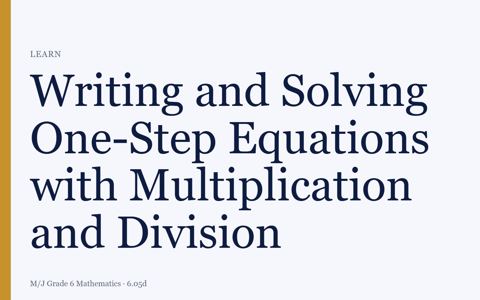 LEARN
Writing and Solving
One-Step Equations
with Multiplication
and Division
M/J Grade 6 Mathematics · 6.05d